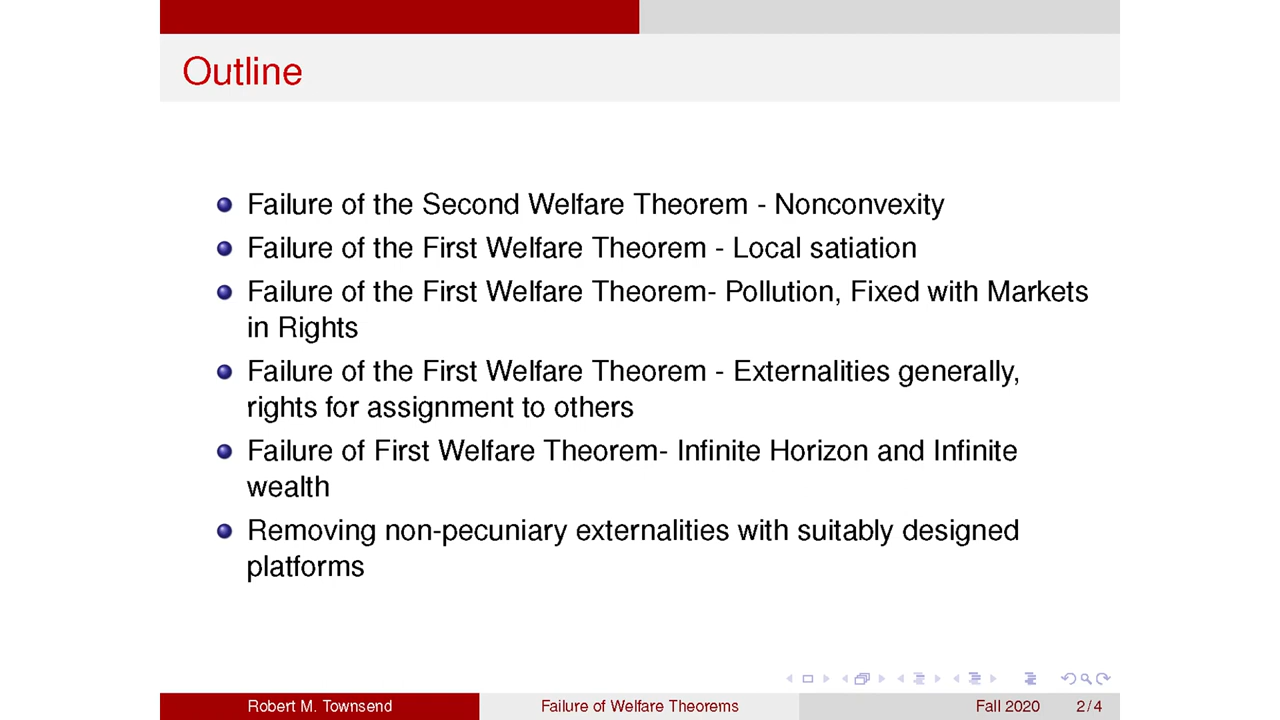 Outline
Failure of the Second Welfare Theorem - Nonconvexity
Failure of the First Welfare Theorem - Local satiation
Failure of the First Welfare Theorem- Pollution, Fixed with Markets
in Rights
Failure of the First Welfare Theorem - Externalities generally,
rights for assignment to others
Failure of First Welfare Theorem- Infinite Horizon and Infinite
wealth
Removing non-pecuniary externalities with suitably designed
platforms
Robert M. Townsend Failure of Welfare Theorems Fall 2020 2/4